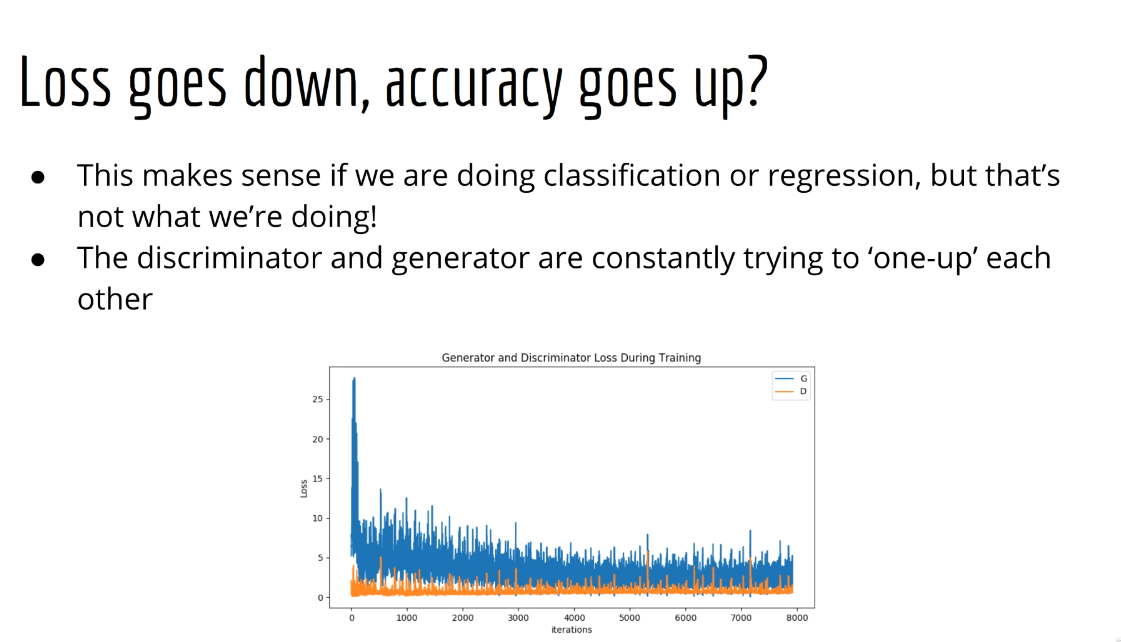 Loss goes down, accuracy goes up?
● This makes sense if we are doing classification or regression, but that’s
not what we’re doing!
● The discriminator and generator are constantly trying to ‘one-up’ each
other
Generator and Discriminator Loss During Training
G
D
25
20
15
10
5
0
Loss
0 1000 2000 3000 4000 5000 6000 7000 8000
iterations